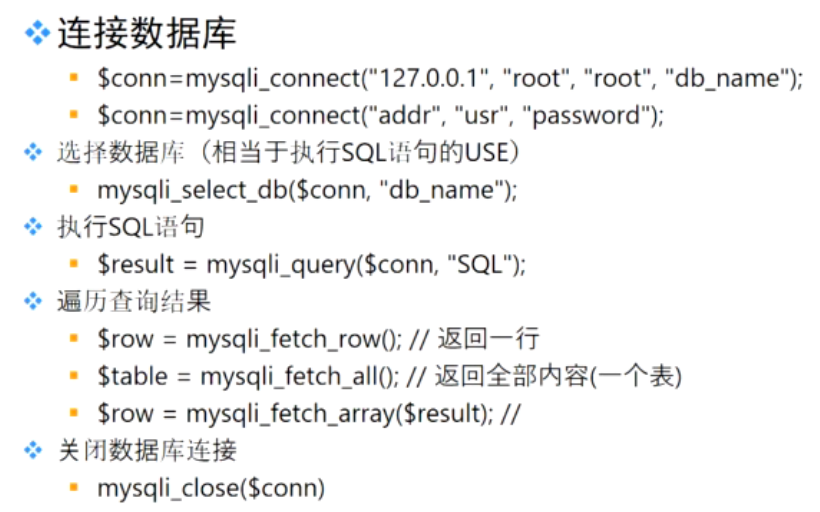 连接数据库
$conn=mysqli_connect("127.0.0.1", "root", "root", "db_name");
$conn=mysqli_connect("addr", "usr", "password");
选择数据库（相当于执行SQL语句的USE）
mysqli_select_db($conn, "db_name");
执行SQL语句
$result = mysqli_query($conn, "SQL");
遍历查询结果
$row = mysqli_fetch_row(); // 返回一行
$table = mysqli_fetch_all(); // 返回全部内容(一个表)
$row = mysqli_fetch_array($result); //
关闭数据库连接
mysqli_close($conn)